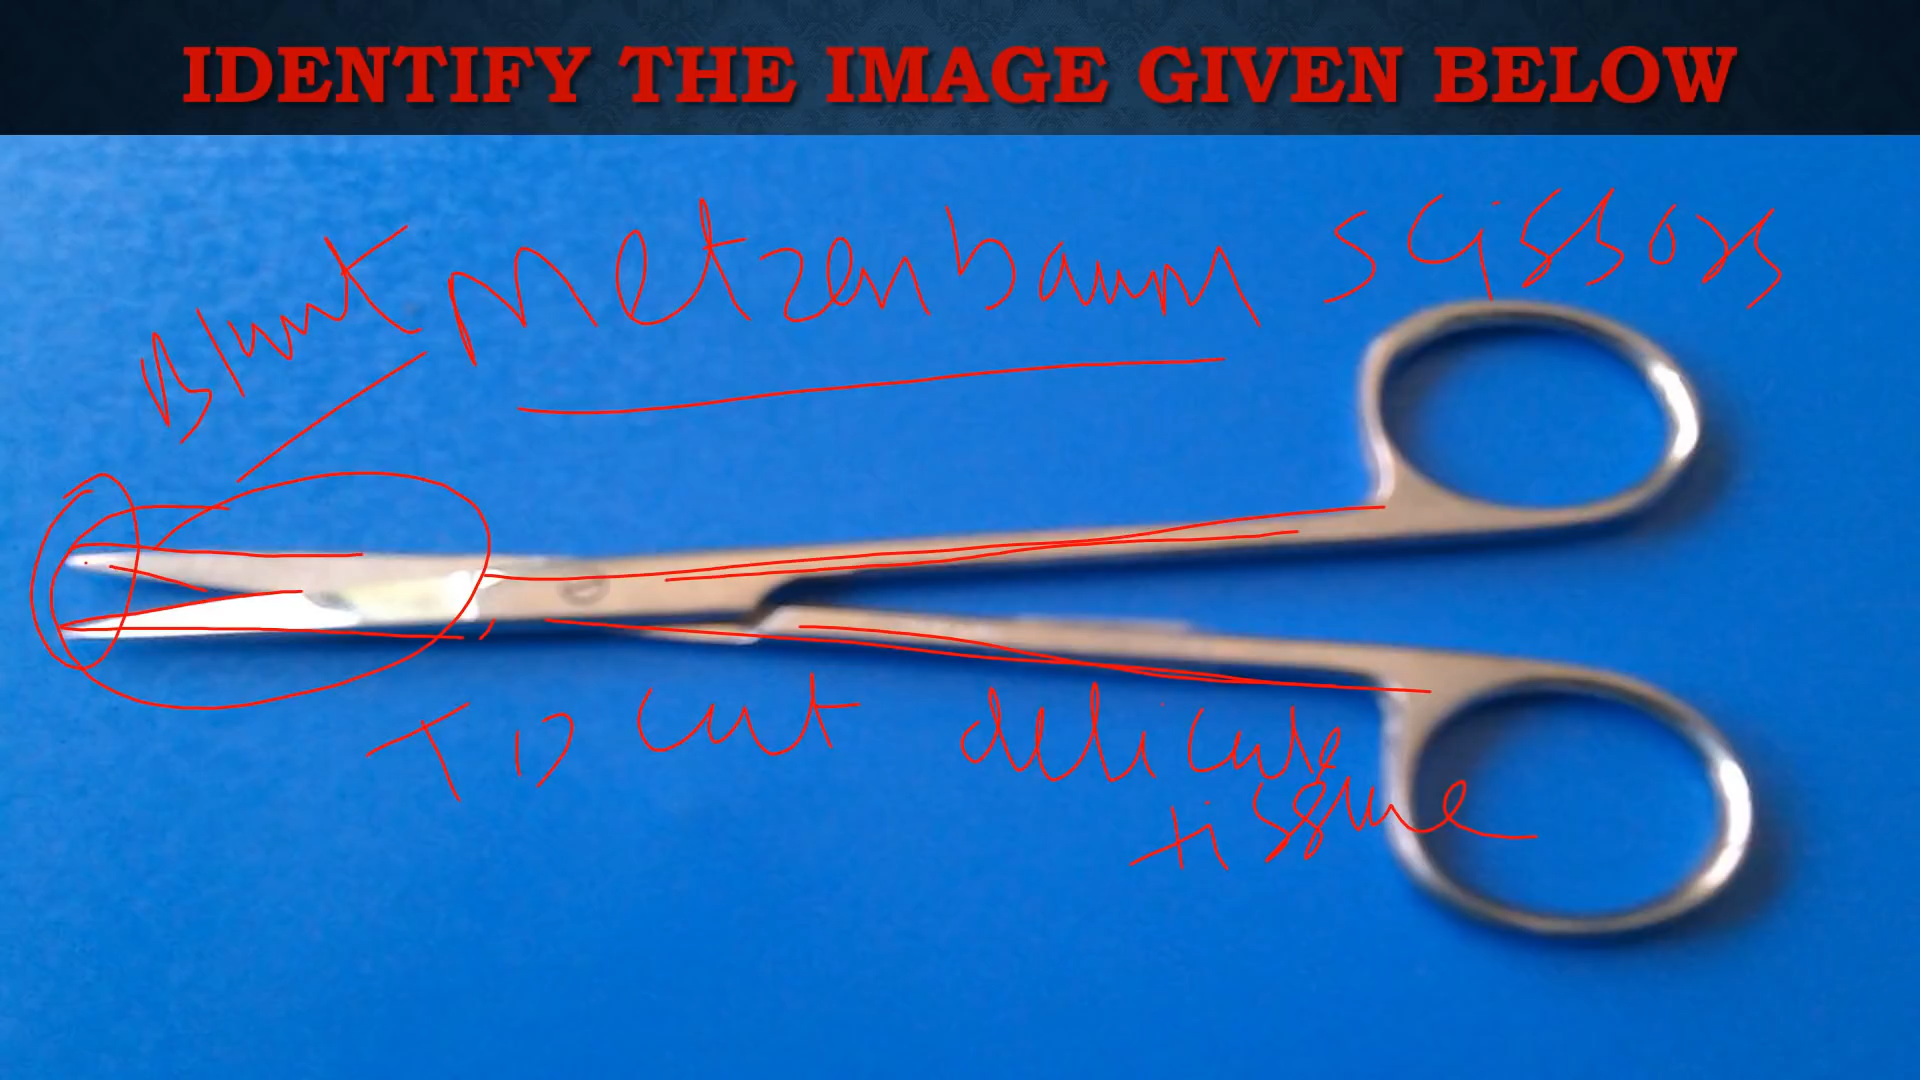 IDENTIFY THE IMAGE GIVEN BELOW
Blunt Metzenbaum scissors
To cut delicate
tissue